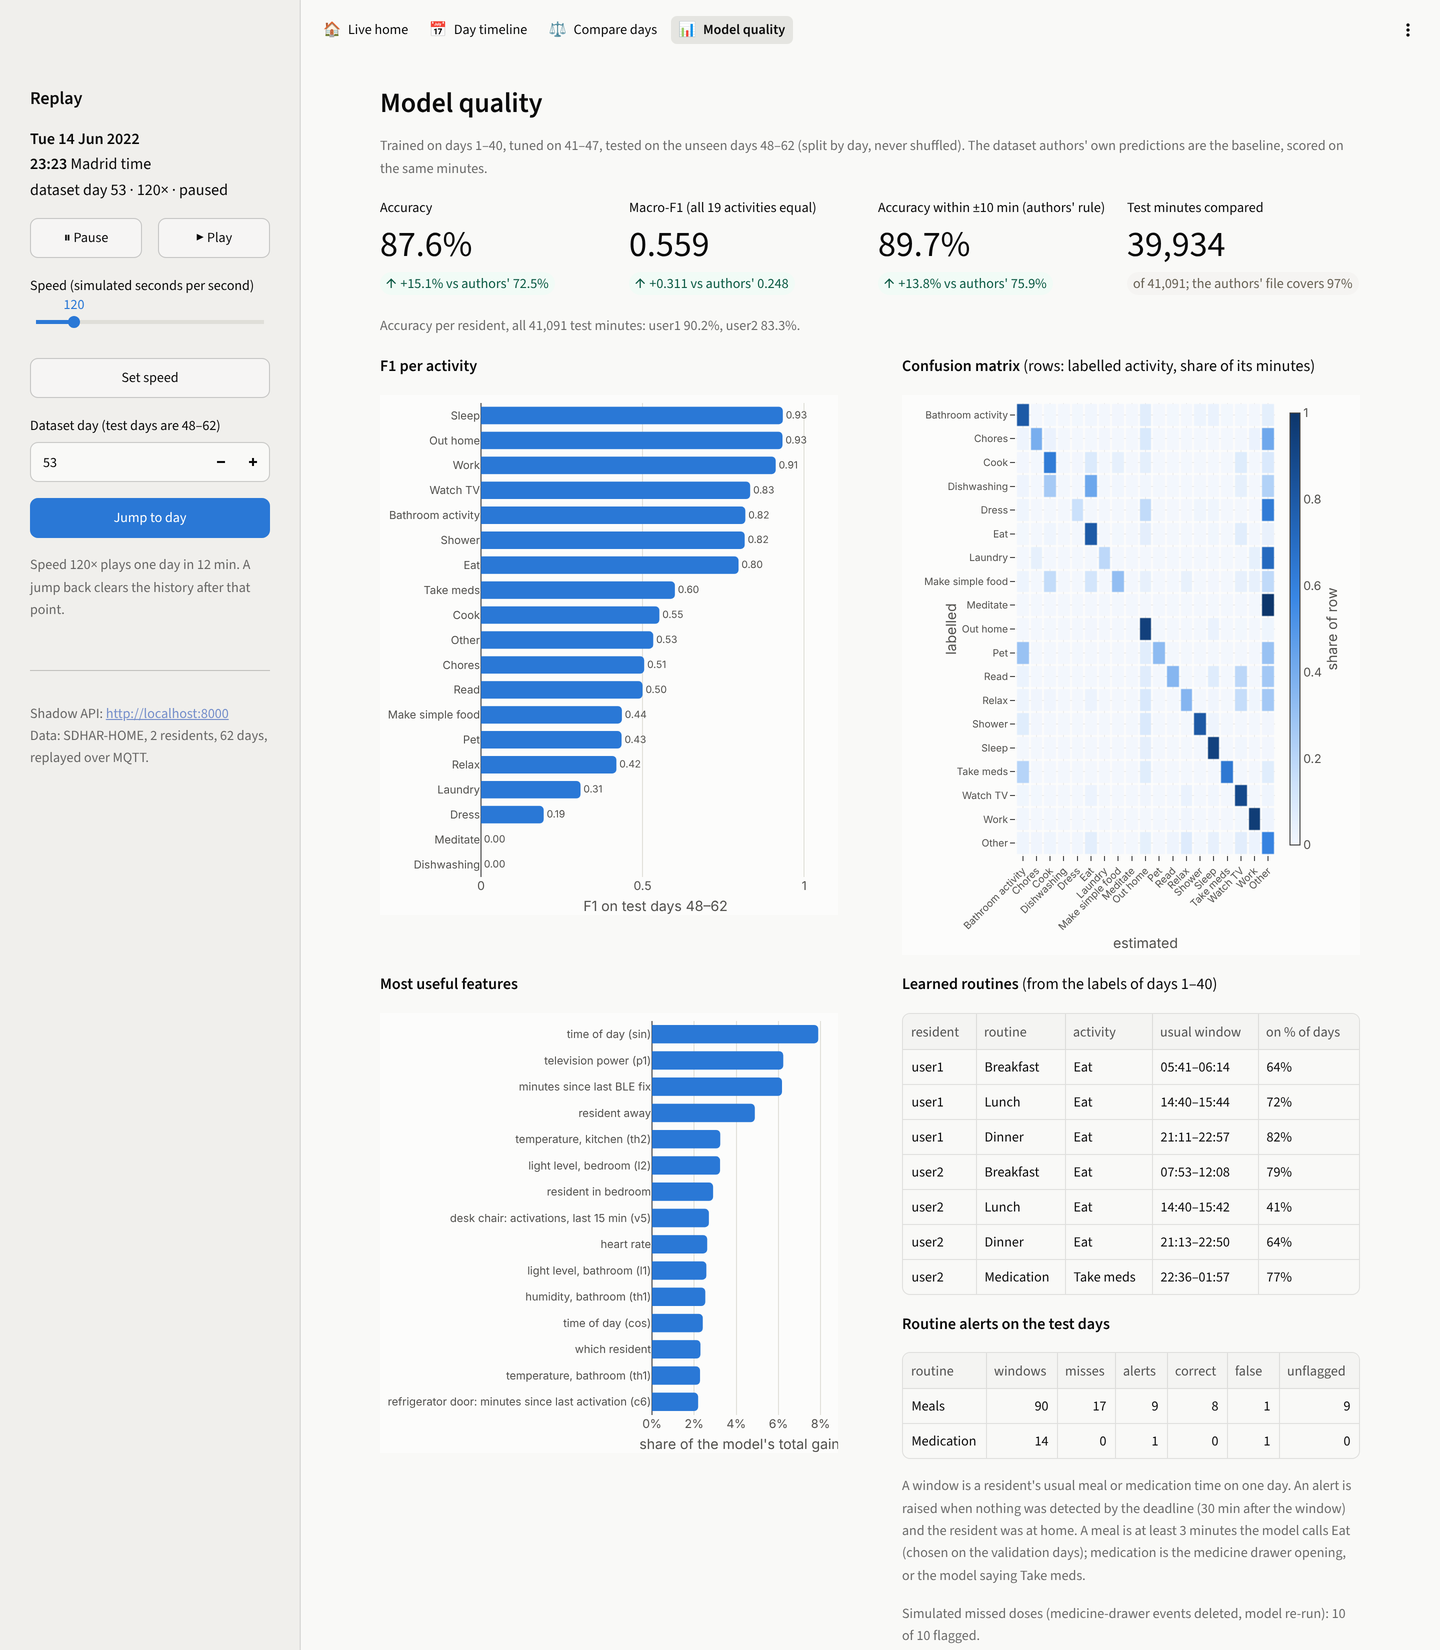 🏠 Live home
📅 Day timeline
⚖️ Compare days
📊 Model quality
Replay
Tue 14 Jun 2022
23:23 Madrid time
dataset day 53 · 120× · paused
⏸ Pause
▶ Play
Speed (simulated seconds per second)
120
Set speed
Dataset day (test days are 48–62)
53
− +
Jump to day
Speed 120× plays one day in 12 min. A
jump back clears the history after that
point.
Shadow API: http://localhost:8000
Data: SDHAR-HOME, 2 residents, 62 days,
replayed over MQTT.
Model quality
Trained on days 1–40, tuned on 41–47, tested on the unseen days 48–62 (split by day, never shuffled). The dataset authors' own predictions are the baseline, scored on
the same minutes.
Accuracy
87.6%
↑ +15.1% vs authors' 72.5%
Macro-F1 (all 19 activities equal)
0.559
↑ +0.311 vs authors' 0.248
Accuracy within ±10 min (authors' rule)
89.7%
↑ +13.8% vs authors' 75.9%
Test minutes compared
39,934
of 41,091; the authors' file covers 97%
Accuracy per resident, all 41,091 test minutes: user1 90.2%, user2 83.3%.
F1 per activity
Sleep 0.93
Out home 0.93
Work 0.91
Watch TV 0.83
Bathroom activity 0.82
Shower 0.82
Eat 0.80
Take meds 0.60
Cook 0.55
Other 0.53
Chores 0.51
Read 0.50
Make simple food 0.44
Pet 0.43
Relax 0.42
Laundry 0.31
Dress 0.19
Meditate 0.00
Dishwashing 0.00
0 0.5 1
F1 on test days 48–62
Confusion matrix (rows: labelled activity, share of its minutes)
Bathroom activity
Chores
Cook
Dishwashing
Dress
Eat
Laundry
Make simple food
Meditate
Out home
Pet
Read
Relax
Shower
Sleep
Take meds
Watch TV
Work
Other
labelled
Bathroom activity
Chores
Cook
Dishwashing
Dress
Eat
Laundry
Make simple food
Meditate
Out home
Pet
Read
Relax
Shower
Sleep
Take meds
Watch TV
Work
Other
estimated
1
0.8
0.6
0.4
0.2
0
share of row
Most useful features
time of day (sin)
television power (p1)
minutes since last BLE fix
resident away
temperature, kitchen (th2)
light level, bedroom (l2)
resident in bedroom
desk chair: activations, last 15 min (v5)
heart rate
light level, bathroom (l1)
humidity, bathroom (th1)
time of day (cos)
which resident
temperature, bathroom (th1)
refrigerator door: minutes since last activation (c6)
0% 2% 4% 6% 8%
share of the model's total gain
Learned routines (from the labels of days 1–40)
resident routine activity usual window on % of days
user1 Breakfast Eat 05:41–06:14 64%
user1 Lunch Eat 14:40–15:44 72%
user1 Dinner Eat 21:11–22:57 82%
user2 Breakfast Eat 07:53–12:08 79%
user2 Lunch Eat 14:40–15:42 41%
user2 Dinner Eat 21:13–22:50 64%
user2 Medication Take meds 22:36–01:57 77%
Routine alerts on the test days
routine windows misses alerts correct false unflagged
Meals 90 17 9 8 1 9
Medication 14 0 1 0 1 0
A window is a resident's usual meal or medication time on one day. An alert is
raised when nothing was detected by the deadline (30 min after the window)
and the resident was at home. A meal is at least 3 minutes the model calls Eat
(chosen on the validation days); medication is the medicine drawer opening,
or the model saying Take meds.
Simulated missed doses (medicine-drawer events deleted, model re-run): 10
of 10 flagged.